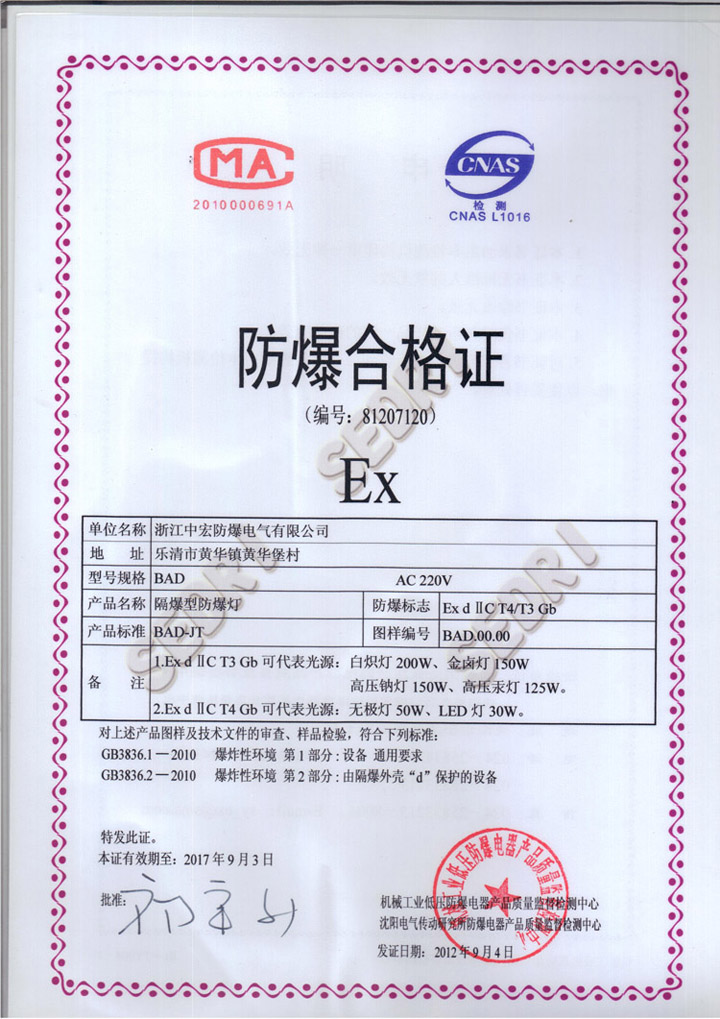 CMA
2010000691A
CNAS
检 测
CNAS L1016
防爆合格证
（编号：81207120）
Ex
单位名称 浙江中宏防爆电气有限公司
地 址 乐清市黄华镇黄华堡村
型号规格 BAD AC 220V
产品名称 隔爆型防爆灯 防爆标志 Ex d ⅡC T4/T3 Gb
产品标准 BAD-JT 图样编号 BAD.00.00
备 注 1.Ex d ⅡC T3 Gb 可代表光源：白炽灯 200W、金卤灯 150W
高压钠灯 150W、高压汞灯 125W。
2.Ex d ⅡC T4 Gb 可代表光源：无极灯 50W、LED 灯 30W。
对上述产品图样及技术文件的审查、样品检验，符合下列标准：
GB3836.1—2010 爆炸性环境 第 1 部分：设备 通用要求
GB3836.2—2010 爆炸性环境 第 2 部分：由隔爆外壳“d”保护的设备
特发此证。
本证有效期至：2017 年 9 月 3 日
批准：
机械工业低压防爆电器产品质量监督检测中心
沈阳电气传动研究所防爆电器产品质量监督检测中心
发证日期：2012 年 9 月 4 日
SEDRI
SEDRI
SEDRI